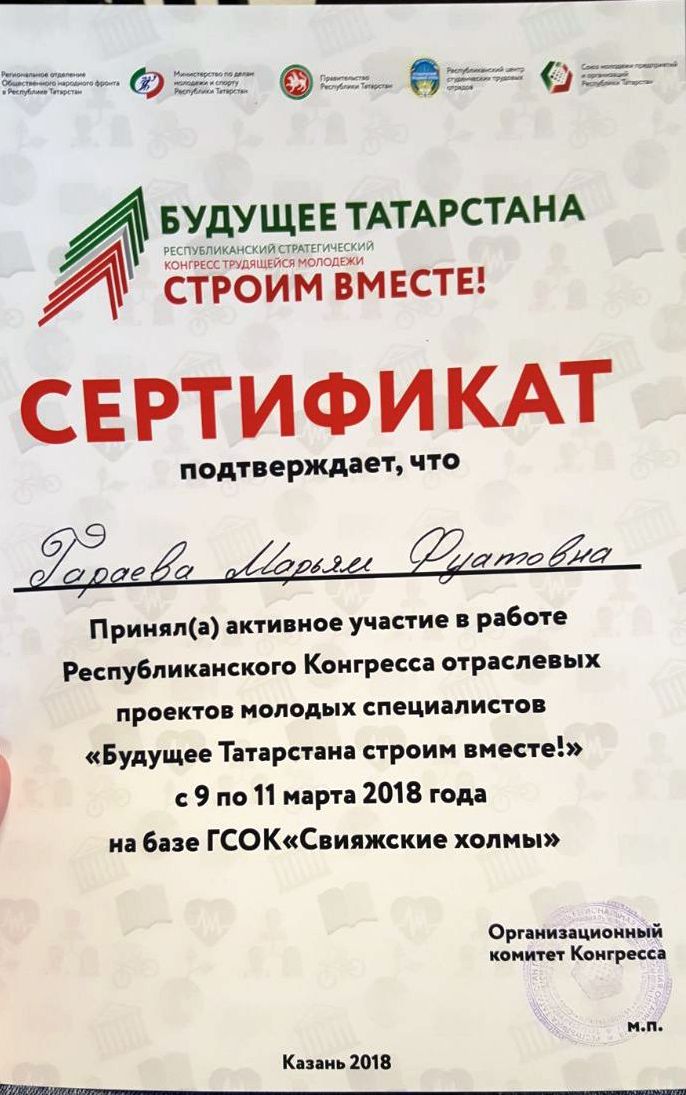 Региональное отделение
Общественного народного фронта
в Республике Татарстан
Министерство по делам
молодежи и спорту
Республики Татарстан
Правительство
Республики Татарстан
Республиканский центр
студенческих трудовых
отрядов
Союз молодежи предприятий
и организаций
Республики Татарстан
БУДУЩЕЕ ТАТАРСТАНА
РЕСПУБЛИКАНСКИЙ СТРАТЕГИЧЕСКИЙ
КОНГРЕСС ТРУДЯЩЕЙСЯ МОЛОДЕЖИ
СТРОИМ ВМЕСТЕ!
СЕРТИФИКАТ
подтверждает, что
Гараева Марьям Фуатовна
Принял(а) активное участие в работе
Республиканского Конгресса отраслевых
проектов молодых специалистов
«Будущее Татарстана строим вместе!»
с 9 по 11 марта 2018 года
на базе ГСОК«Свияжские холмы»
Организационный
комитет Конгресса
м.п.
Казань 2018